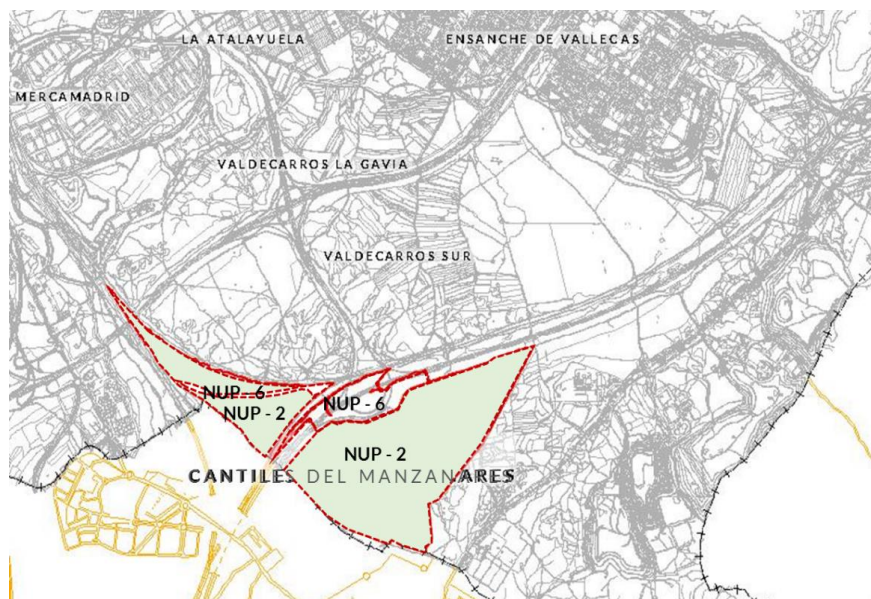 LA ATALAYUELA
ENSANCHE DE VALLECAS
MERCAMADRID
VALDECARROS LA GAVIA
VALDECARROS SUR
NUP - 6
NUP - 6
NUP - 2
NUP - 2
CANTILES DEL MANZANARES